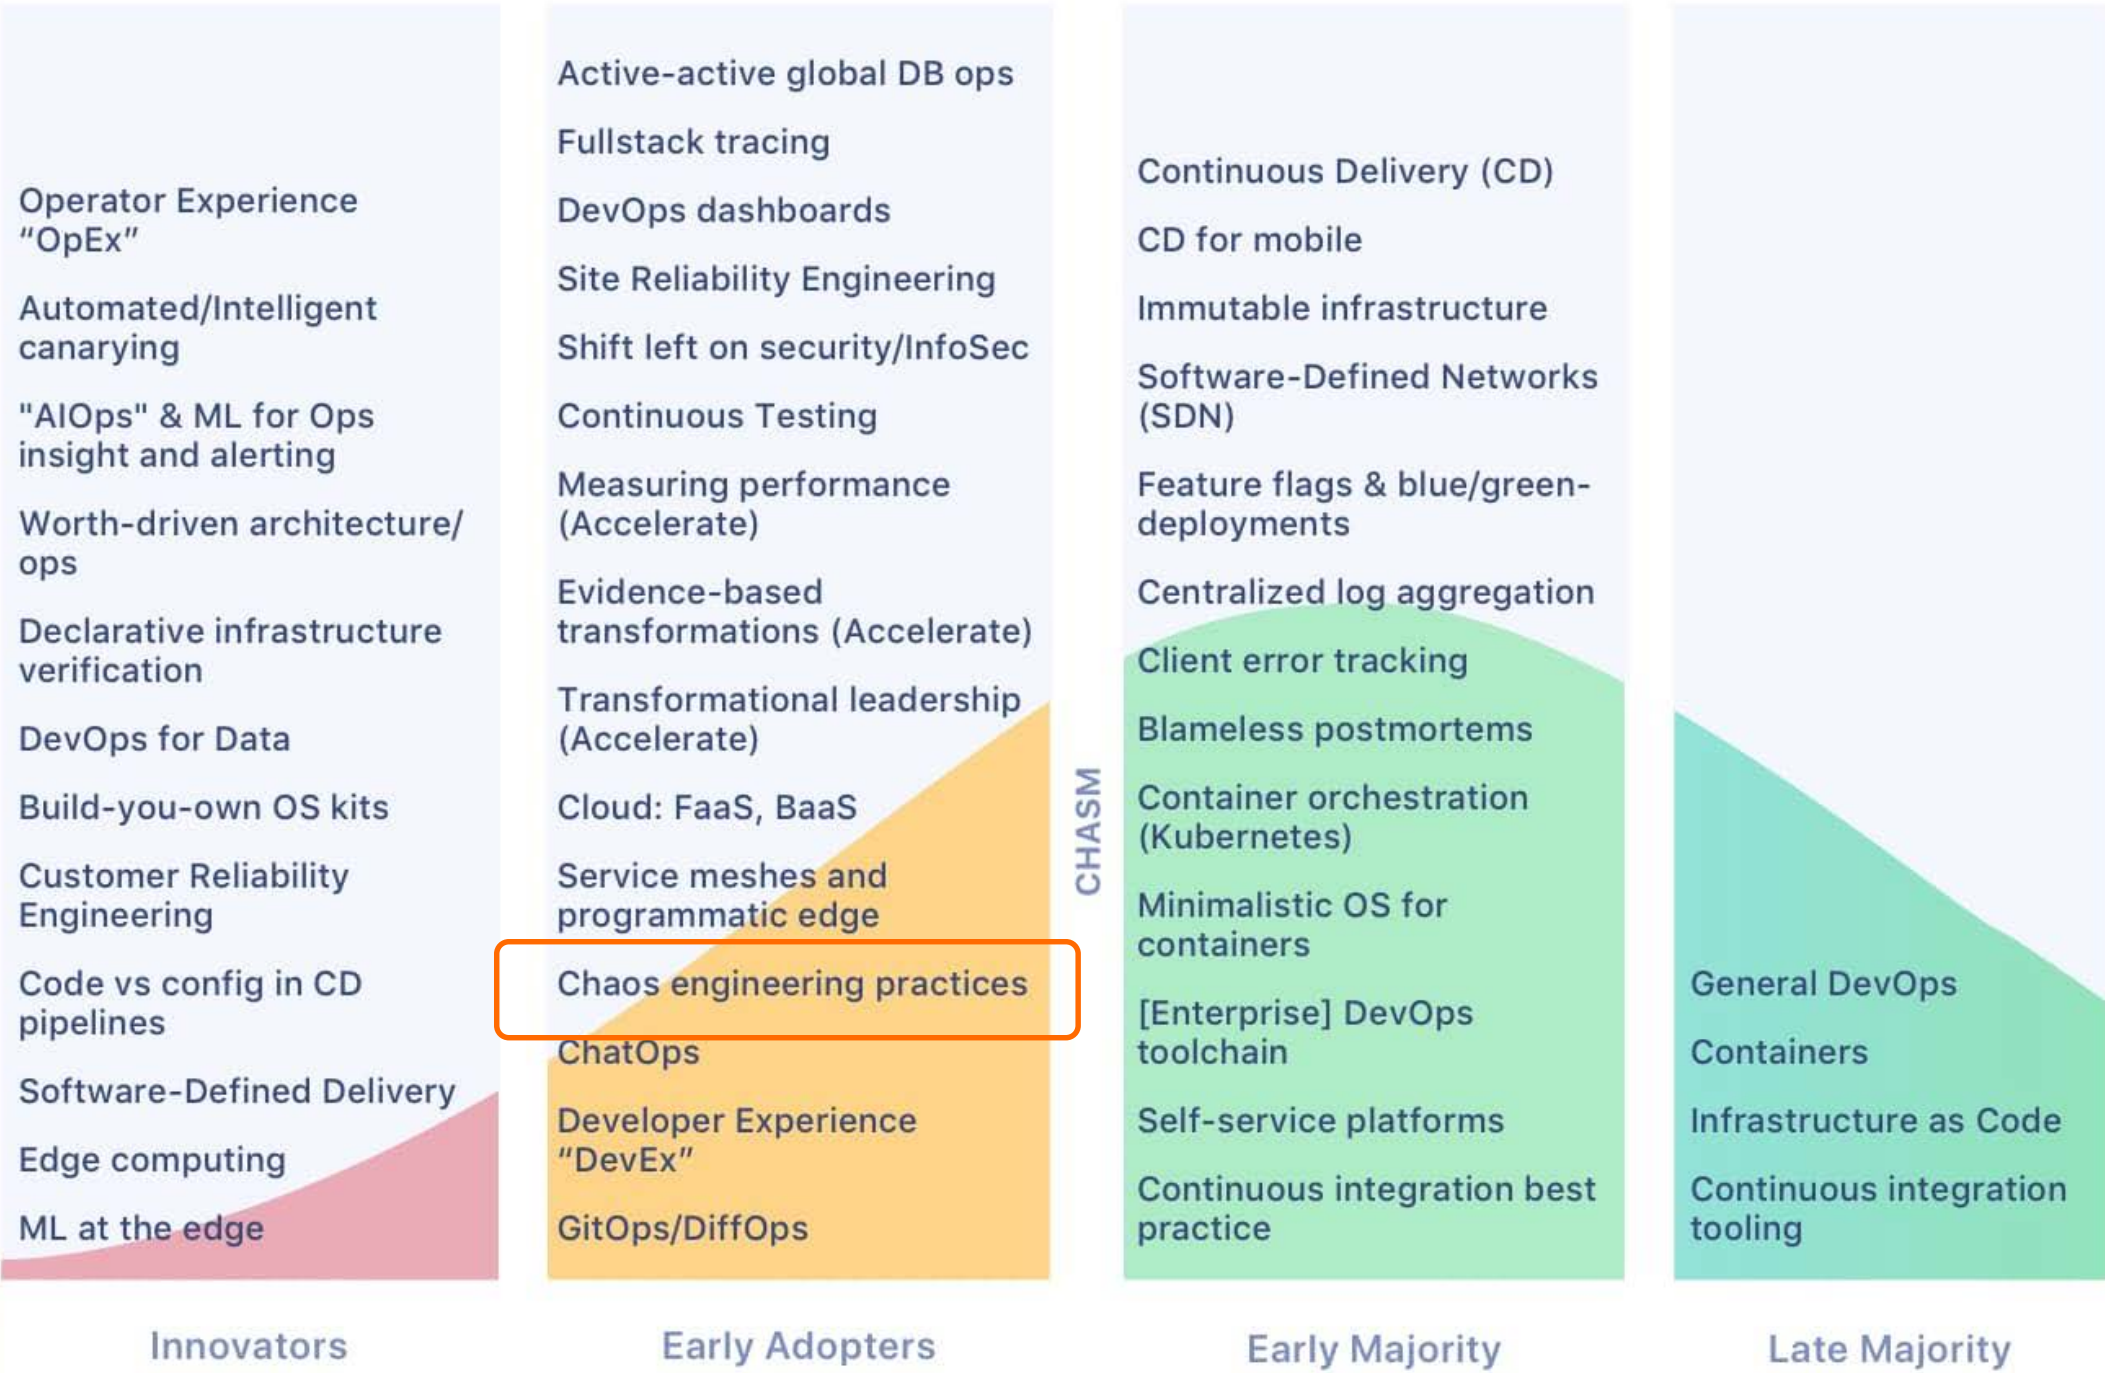 Operator Experience
“OpEx”
Automated/Intelligent
canarying
"AIOps" & ML for Ops
insight and alerting
Worth-driven architecture/
ops
Declarative infrastructure
verification
DevOps for Data
Build-you-own OS kits
Customer Reliability
Engineering
Code vs config in CD
pipelines
Software-Defined Delivery
Edge computing
ML at the edge
Innovators
Active-active global DB ops
Fullstack tracing
DevOps dashboards
Site Reliability Engineering
Shift left on security/InfoSec
Continuous Testing
Measuring performance
(Accelerate)
Evidence-based
transformations (Accelerate)
Transformational leadership
(Accelerate)
Cloud: FaaS, BaaS
Service meshes and
programmatic edge
Chaos engineering practices
ChatOps
Developer Experience
“DevEx”
GitOps/DiffOps
Early Adopters
CHASM
Continuous Delivery (CD)
CD for mobile
Immutable infrastructure
Software-Defined Networks
(SDN)
Feature flags & blue/green-
deployments
Centralized log aggregation
Client error tracking
Blameless postmortems
Container orchestration
(Kubernetes)
Minimalistic OS for
containers
[Enterprise] DevOps
toolchain
Self-service platforms
Continuous integration best
practice
Early Majority
General DevOps
Containers
Infrastructure as Code
Continuous integration
tooling
Late Majority